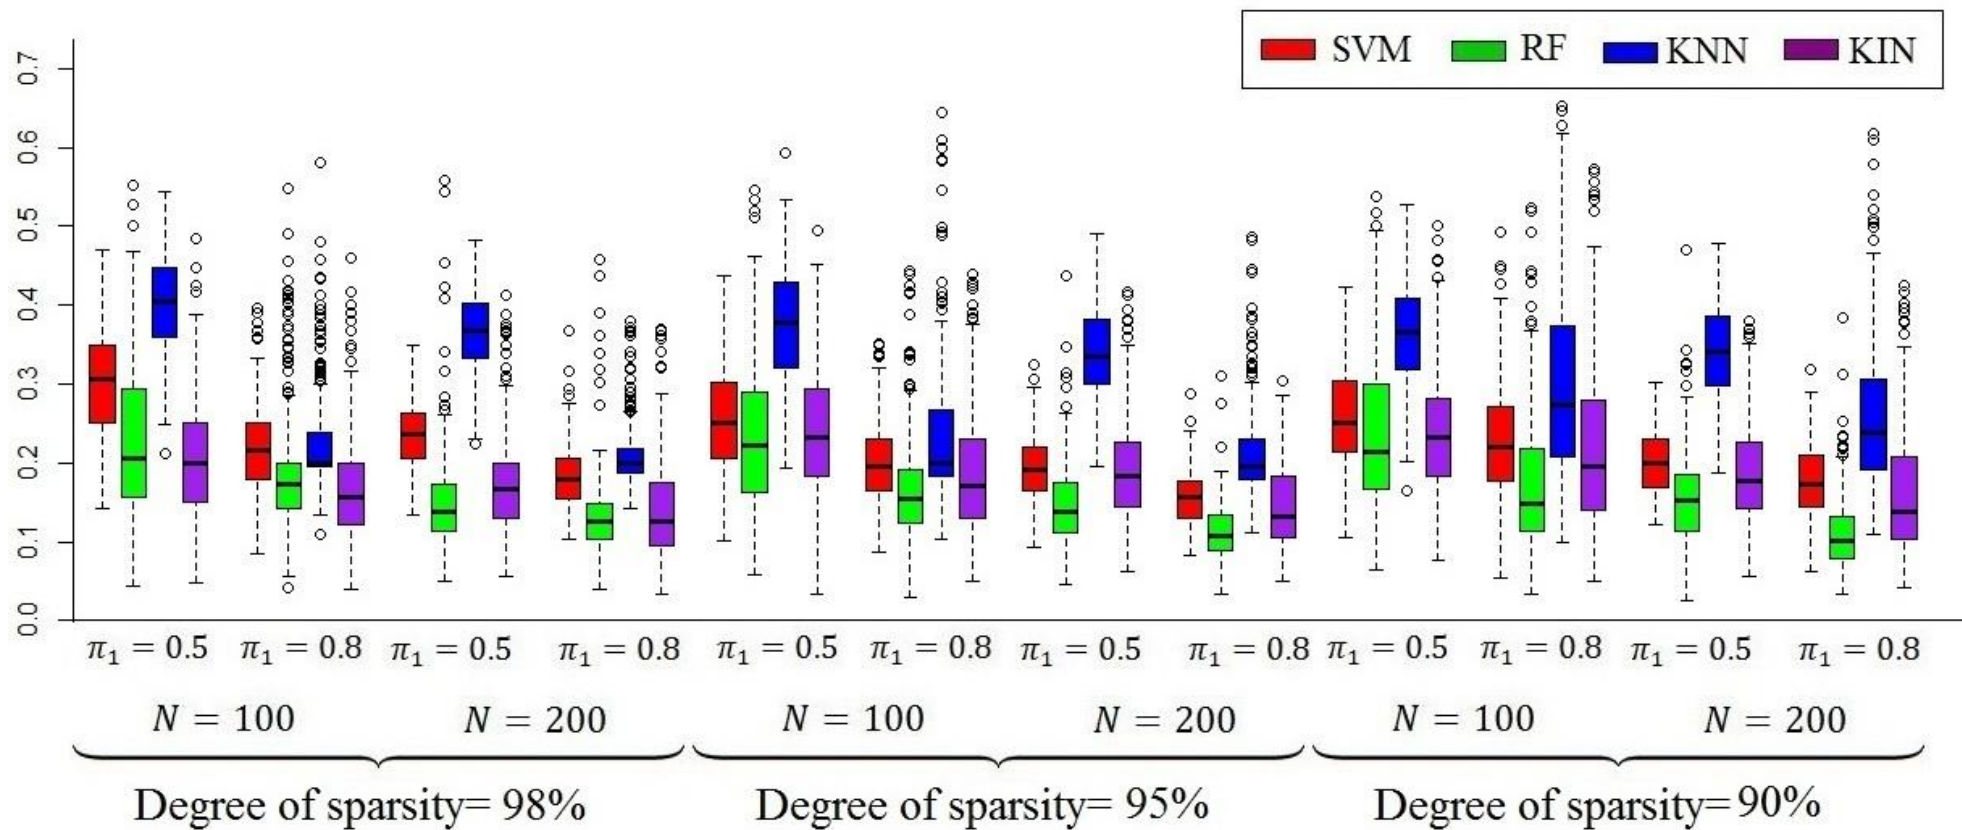 SVM RF KNN KIN
0.7
0.6
0.5
0.4
0.3
0.2
0.1
0.0
π₁ = 0.5 π₁ = 0.8 π₁ = 0.5 π₁ = 0.8 π₁ = 0.5 π₁ = 0.8 π₁ = 0.5 π₁ = 0.8 π₁ = 0.5 π₁ = 0.8 π₁ = 0.5 π₁ = 0.8
N = 100 N = 200 N = 100 N = 200 N = 100 N = 200
Degree of sparsity= 98% Degree of sparsity= 95% Degree of sparsity= 90%